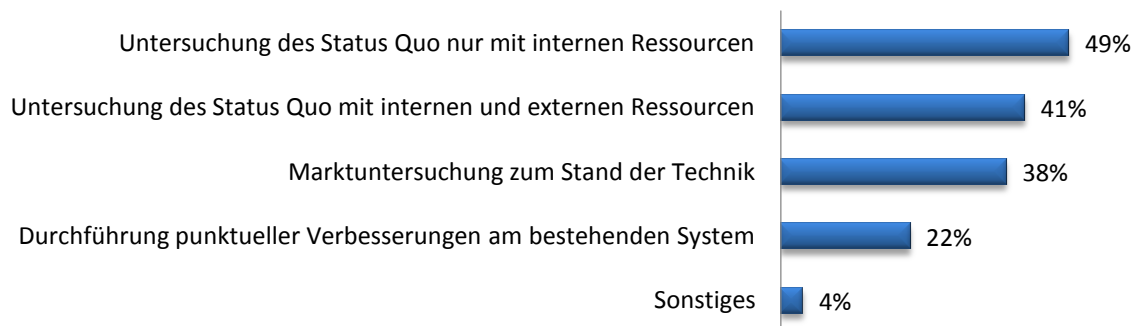 Untersuchung des Status Quo nur mit internen Ressourcen 49%
Untersuchung des Status Quo mit internen und externen Ressourcen 41%
Marktuntersuchung zum Stand der Technik 38%
Durchführung punktueller Verbesserungen am bestehenden System 22%
Sonstiges 4%